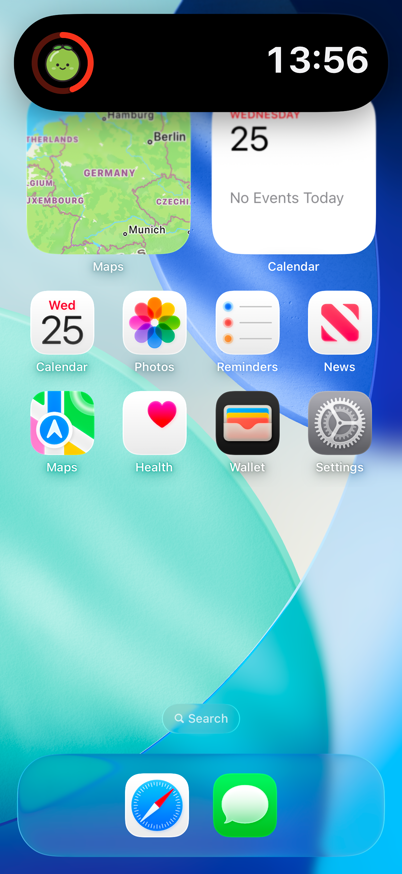 13:56
Hamburg
THERLANDS
Berlin
GERMANY
LGIUM
UXEMBOURG
CZECHI
Munich
Maps
WEDNESDAY
25
No Events Today
Calendar
Wed
25
Calendar
Photos
Reminders
News
Maps
Health
Wallet
Settings
Search